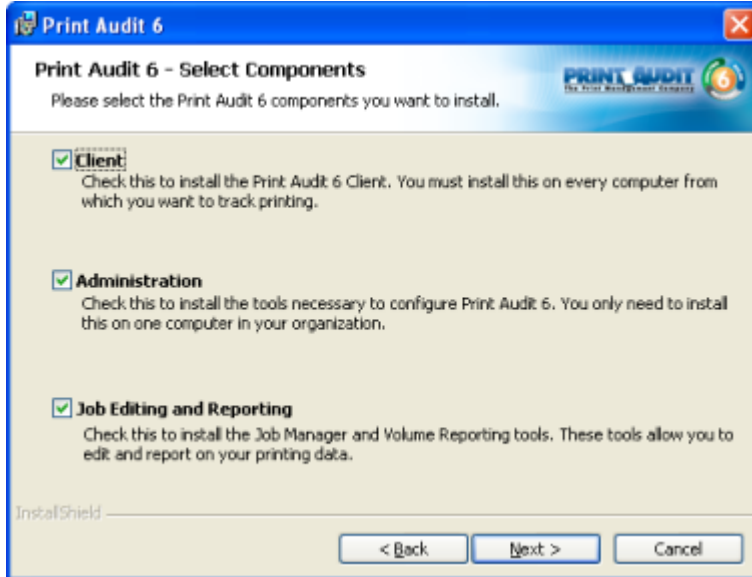 Print Audit 6
Print Audit 6 - Select Components
Please select the Print Audit 6 components you want to install.
PRINT AUDIT 6
The Print Management Company
Client
Check this to install the Print Audit 6 Client. You must install this on every computer from
which you want to track printing.
Administration
Check this to install the tools necessary to configure Print Audit 6. You only need to install
this on one computer in your organization.
Job Editing and Reporting
Check this to install the Job Manager and Volume Reporting tools. These tools allow you to
edit and report on your printing data.
InstallShield
< Back
Next >
Cancel